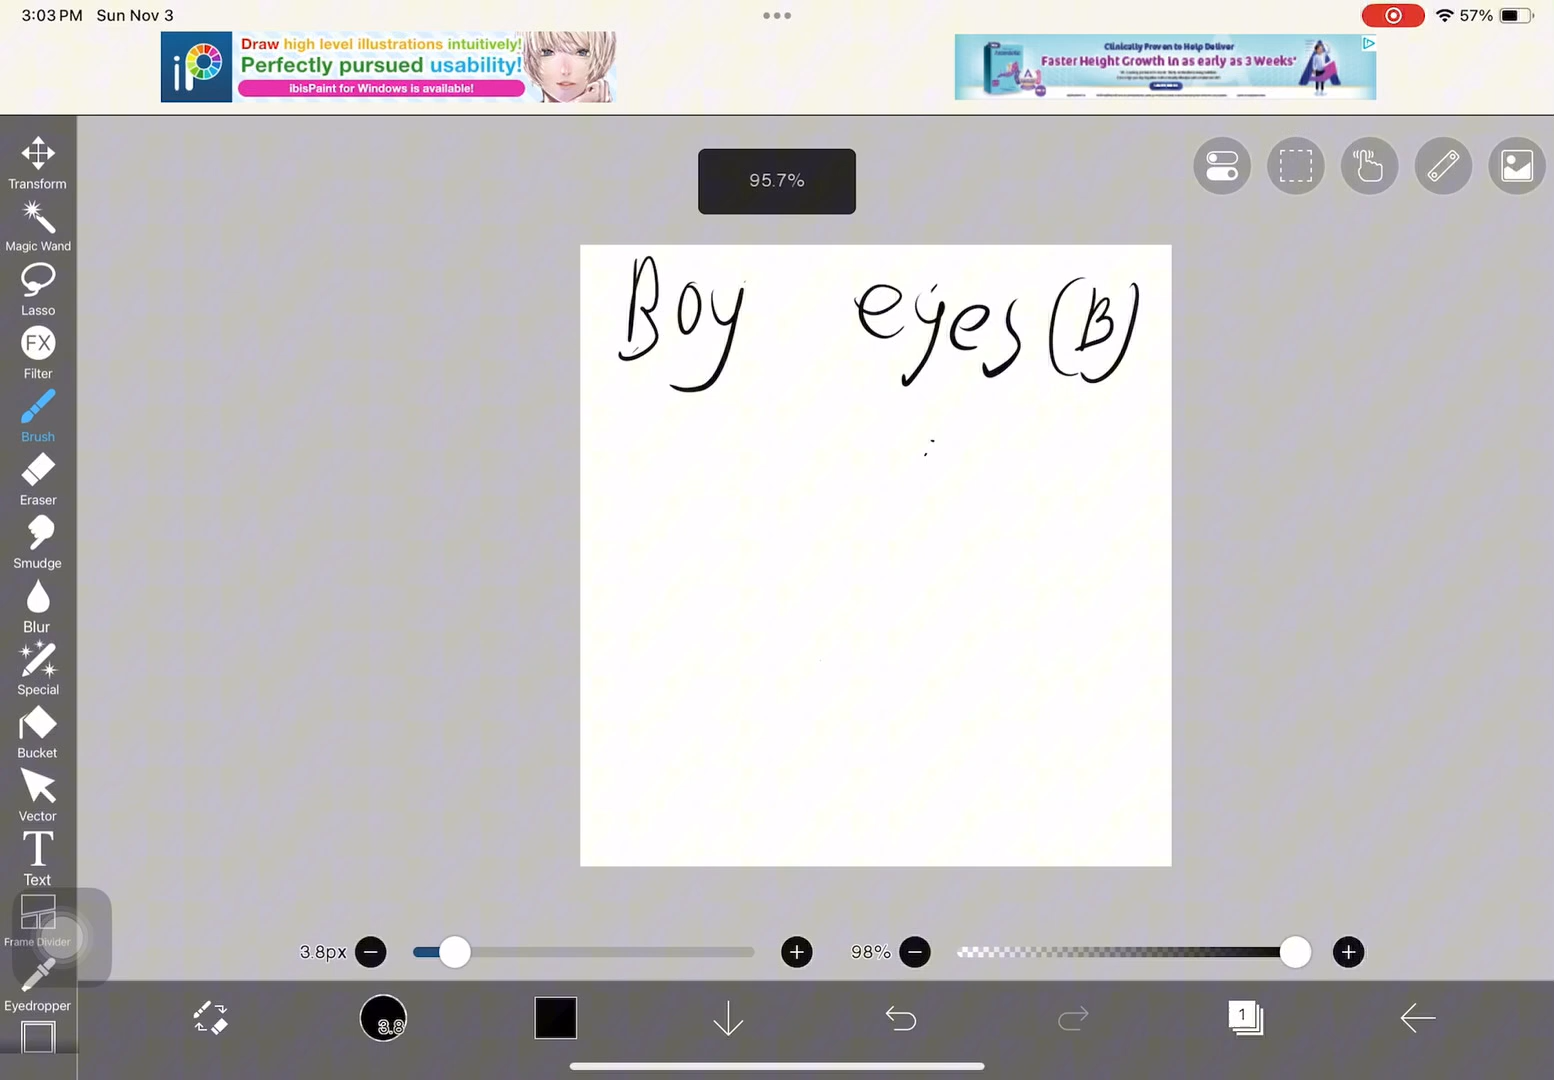 3:03 PM Sun Nov 3
57%
Draw high level illustrations intuitively!
Perfectly pursued usability!
ibisPaint for Windows is available!
Clinically Proven to Help Deliver
Faster Height Growth in as early as 3 Weeks*
95.7%
Transform
Magic Wand
Lasso
FX
Filter
Brush
Eraser
Smudge
Blur
Special
Bucket
Vector
T
Text
Frame Divider
Eyedropper
Boy eyes (B)
3.8px
98%
3.8
1